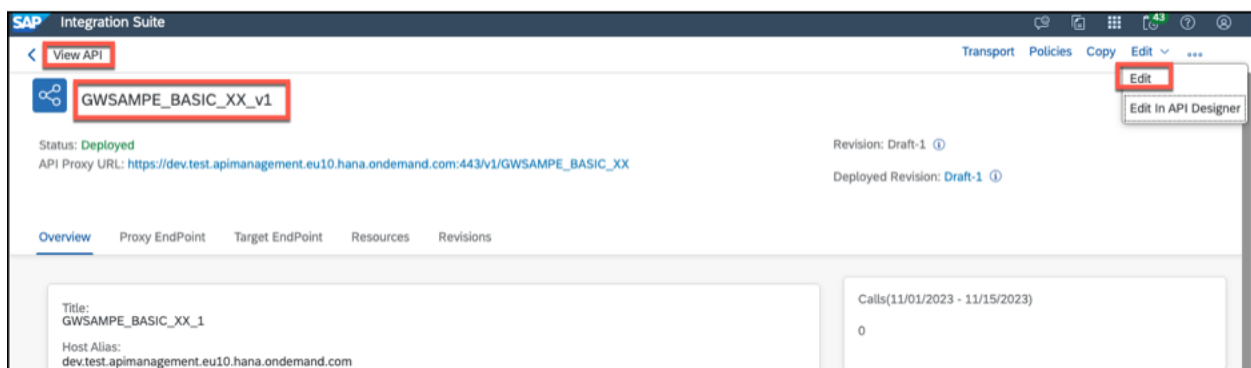 SAP Integration Suite 43
View API Transport Policies Copy Edit
Edit
GWSAMPE_BASIC_XX_v1
Edit In API Designer
Status: Deployed Revision: Draft-1
API Proxy URL: https://dev.test.apimanagement.eu10.hana.ondemand.com:443/v1/GWSAMPE_BASIC_XX
Deployed Revision: Draft-1
Overview Proxy EndPoint Target EndPoint Resources Revisions
Title:
GWSAMPE_BASIC_XX_1
Host Alias:
dev.test.apimanagement.eu10.hana.ondemand.com
Calls(11/01/2023 - 11/15/2023)
0